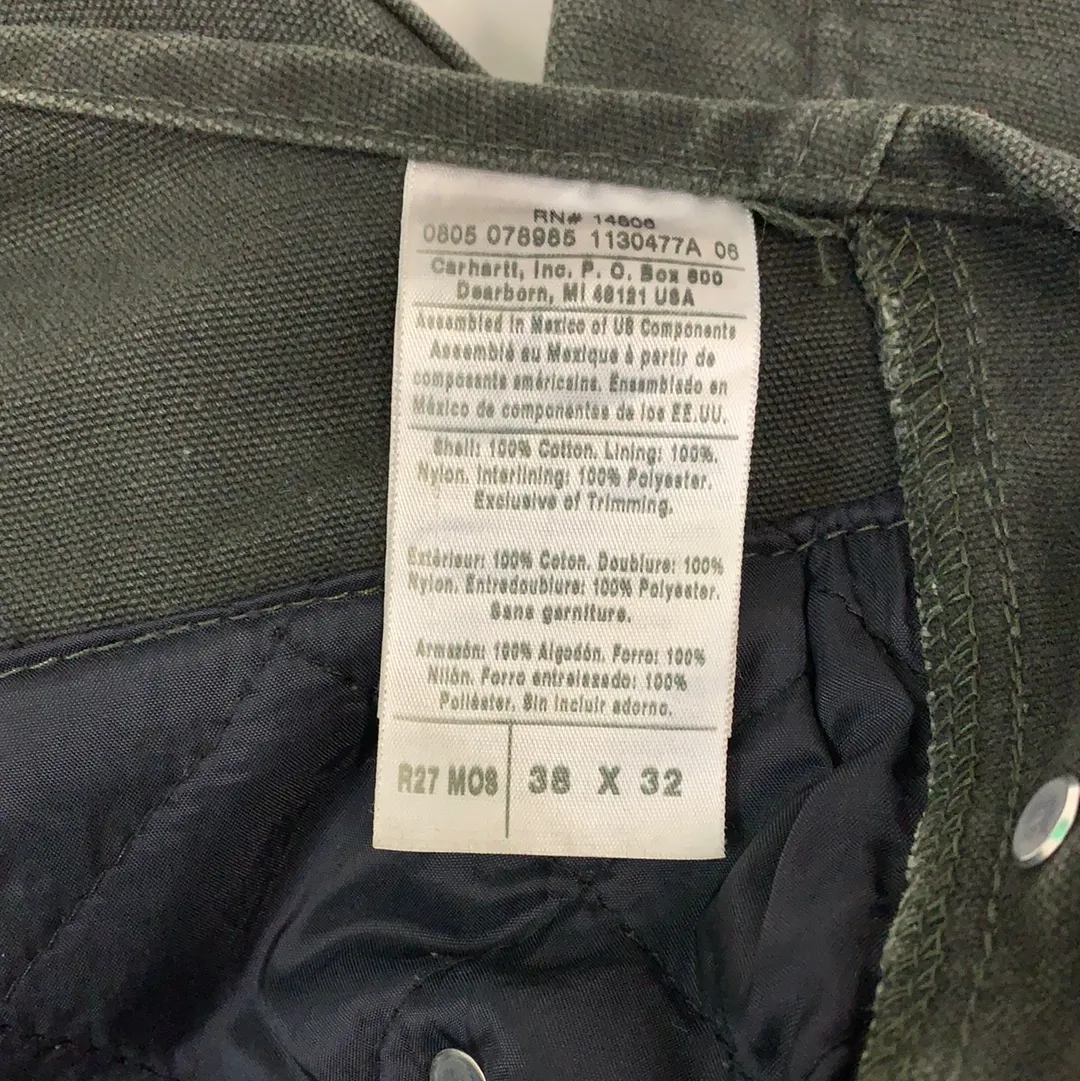 RN# 14806
0805 078985 1130477A 06
Carhartt, Inc. P. O. Box 600
Dearborn, MI 48121 USA
Assembled in Mexico of US Components
Assemblé au Mexique à partir de
composants américains. Ensamblado en
México de componentes de los EE.UU.
Shell: 100% Cotton. Lining: 100%.
Nylon. Interlining: 100% Polyester.
Exclusive of Trimming.
Extérieur: 100% Coton. Doublure: 100%
Nylon. Entredoublure: 100% Polyester.
Sans garniture.
Armazón: 100% Algodón. Forro: 100%
Nilón. Forro entrelazado: 100%
Poliéster. Sin incluir adorno.
R27 MOS
38 X 32